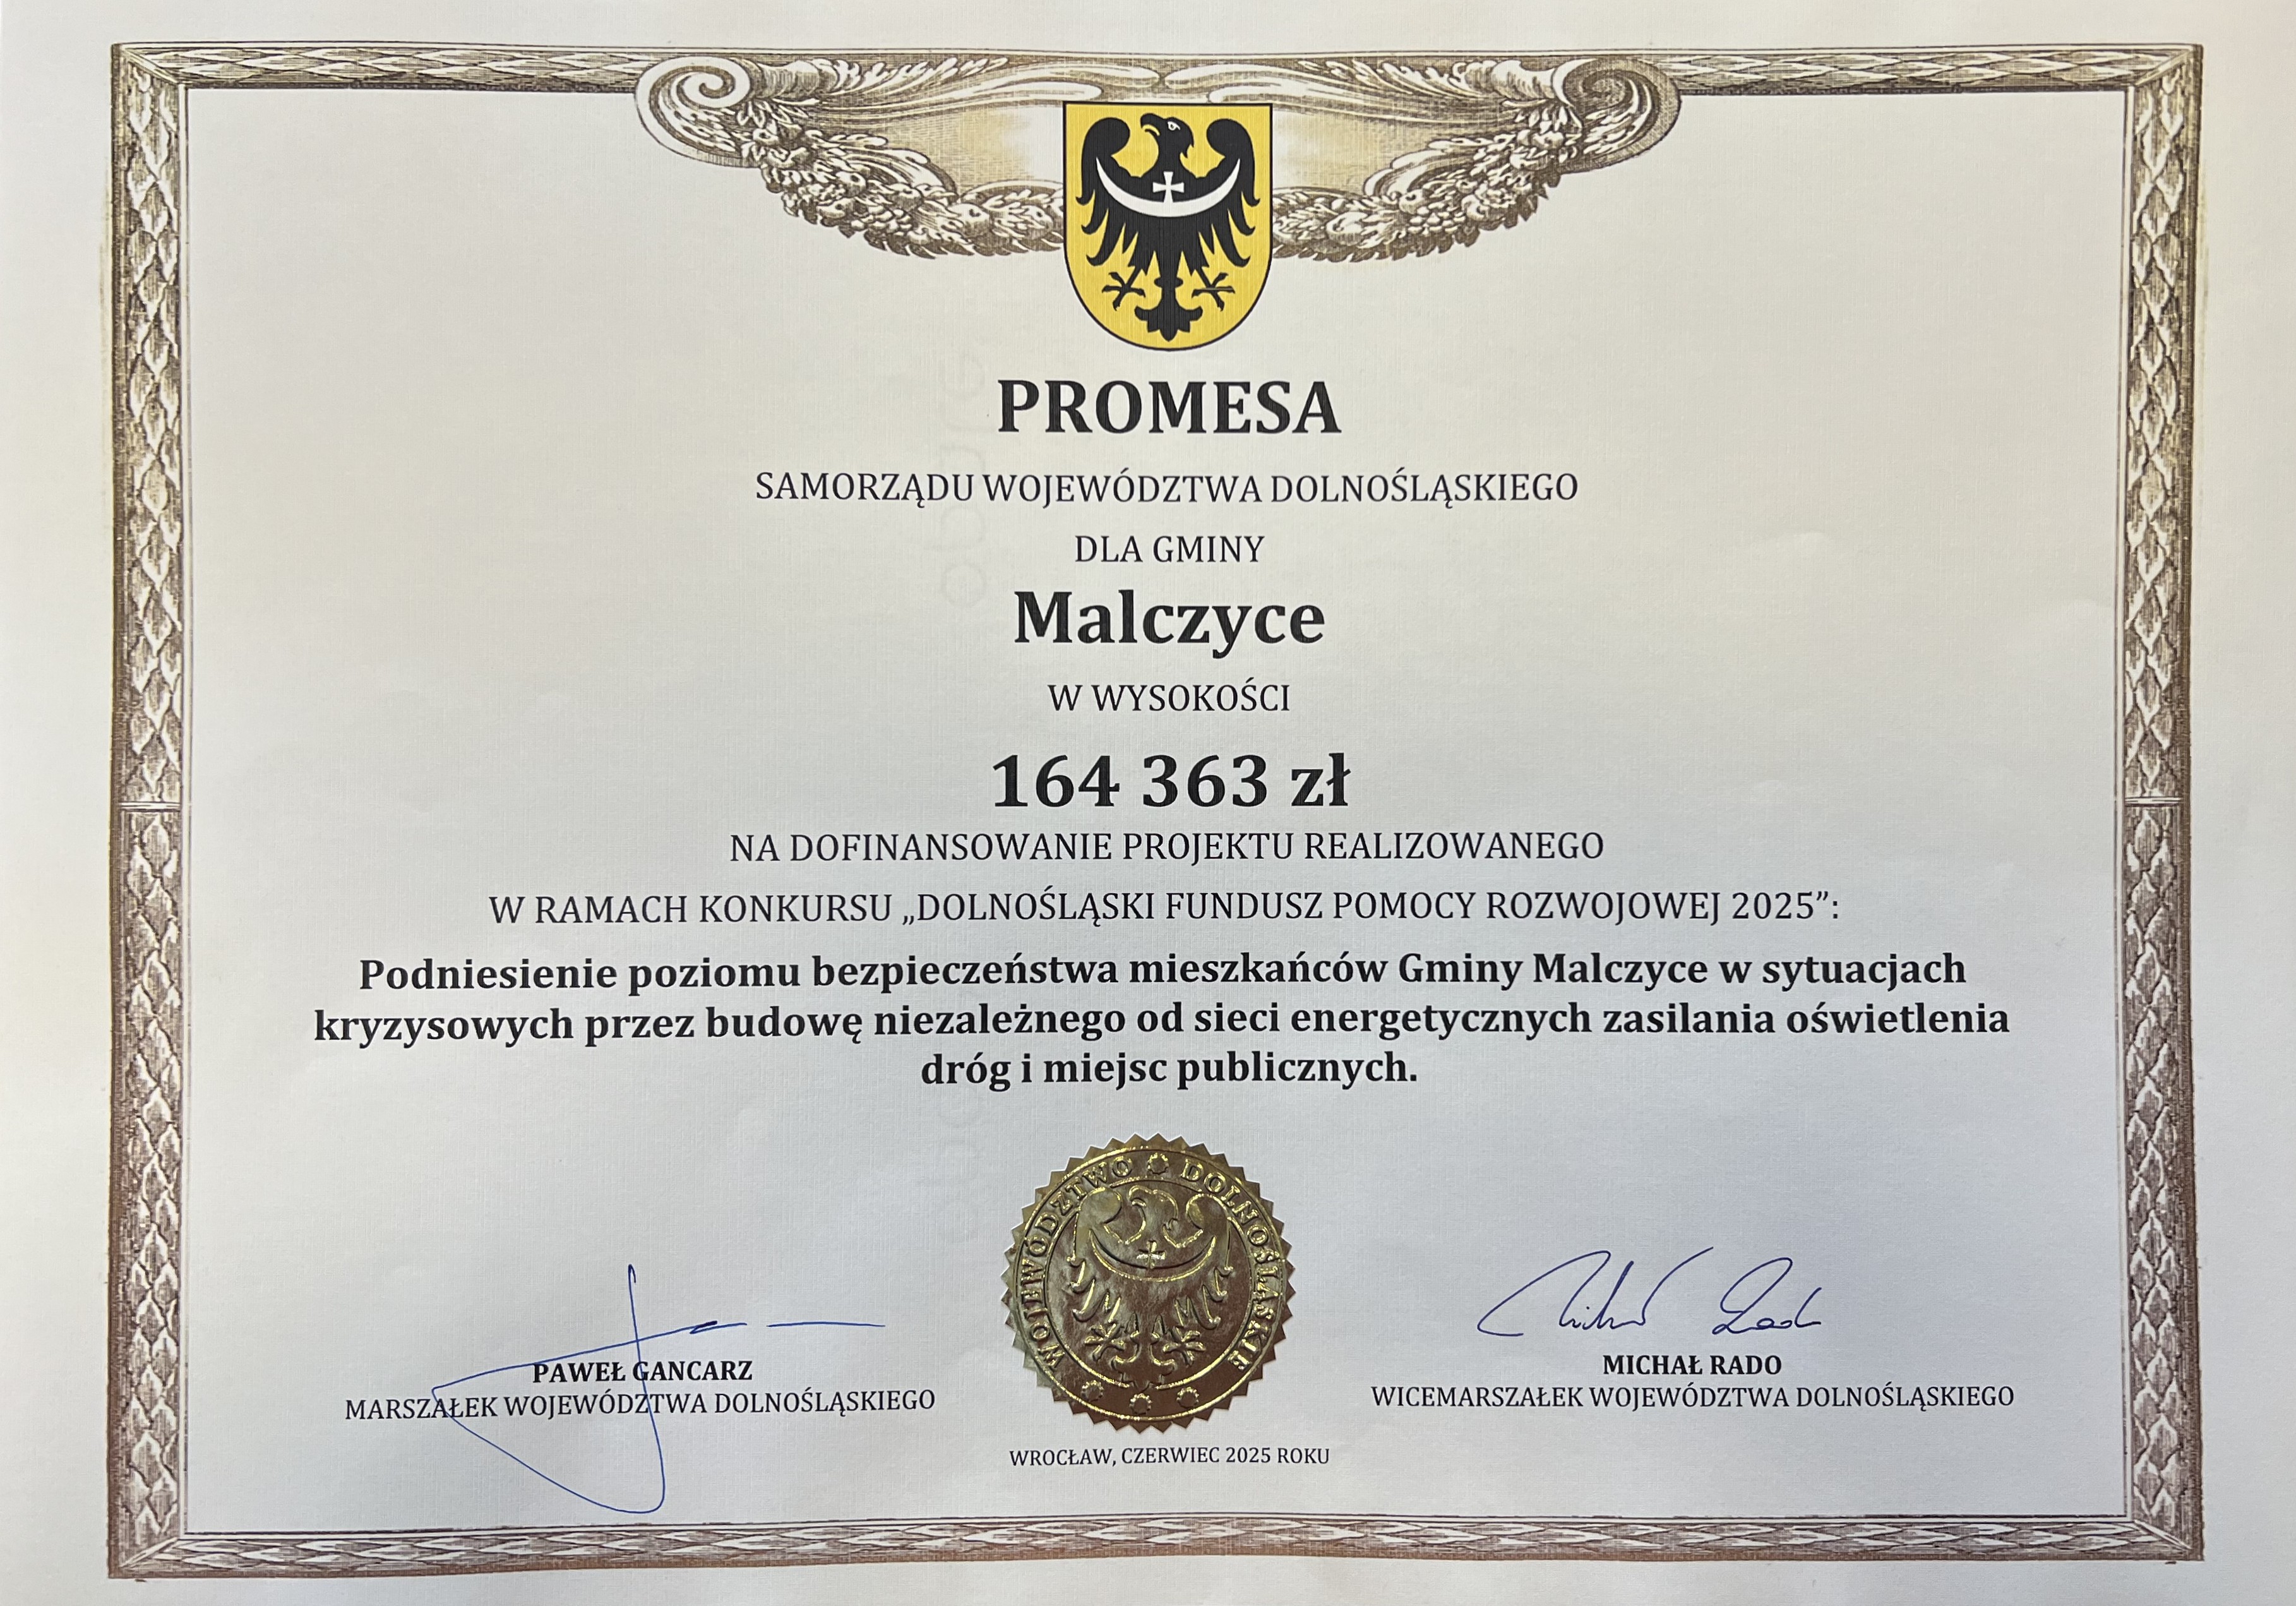 PROMESA
SAMORZĄDU WOJEWÓDZTWA DOLNOŚLĄSKIEGO
DLA GMINY
Malczyce
W WYSOKOŚCI
164 363 zł
NA DOFINANSOWANIE PROJEKTU REALIZOWANEGO
W RAMACH KONKURSU „DOLNOŚLĄSKI FUNDUSZ POMOCY ROZWOJOWEJ 2025”:
Podniesienie poziomu bezpieczeństwa mieszkańców Gminy Malczyce w sytuacjach
kryzysowych przez budowę niezależnego od sieci energetycznych zasilania oświetlenia
dróg i miejsc publicznych.
WOJEWÓDZTWO DOLNOŚLĄSKIE
PAWEŁ GANCARZ
MARSZAŁEK WOJEWÓDZTWA DOLNOŚLĄSKIEGO
MICHAŁ RADO
WICEMARSZAŁEK WOJEWÓDZTWA DOLNOŚLĄSKIEGO
WROCŁAW, CZERWIEC 2025 ROKU